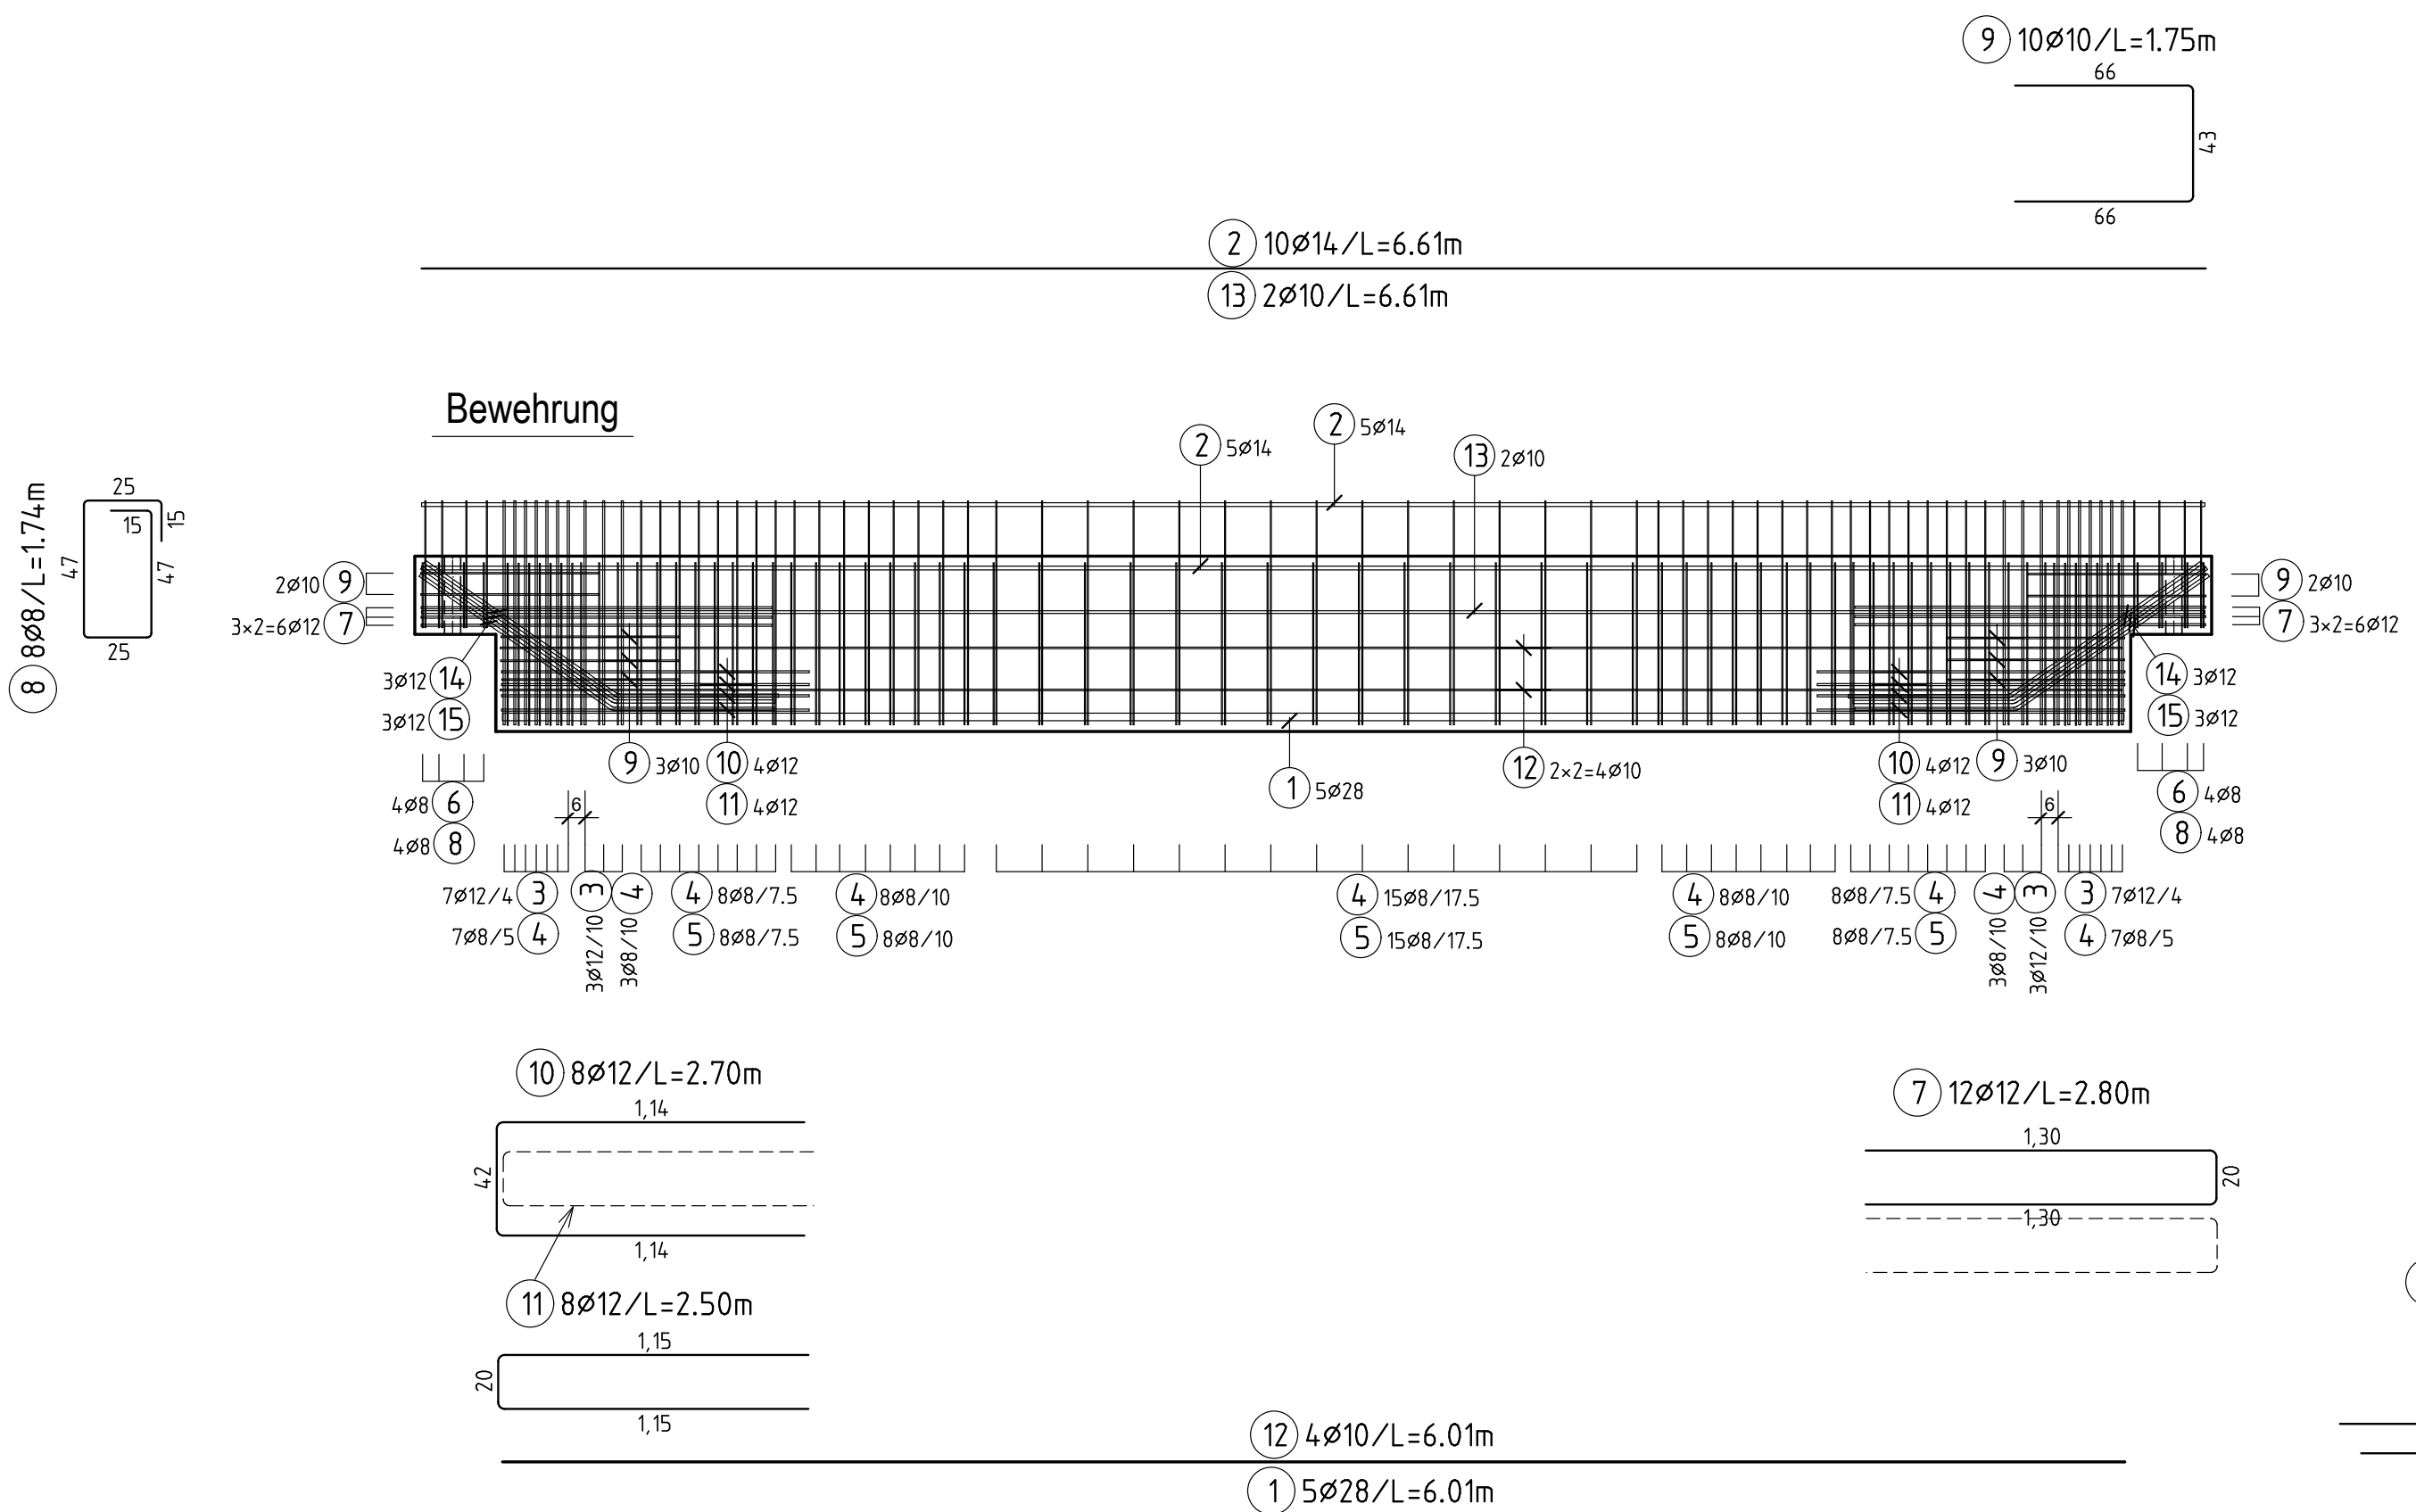 9 10ø10/L=1.75m
66
43
66
2 10ø14/L=6.61m
13 2ø10/L=6.61m
Bewehrung
8 8ø8/L=1.74m
25
15
15
47
47
25
2 5ø14
2 5ø14
13 2ø10
2ø10 9
3×2=6ø12 7
9 2ø10
7 3×2=6ø12
3ø12 14
3ø12 15
14 3ø12
15 3ø12
9 3ø10
10 4ø12
11 4ø12
1 5ø28
12 2×2=4ø10
10 4ø12
11 4ø12
9 3ø10
4ø8 6
4ø8 8
6
6
6 4ø8
8 4ø8
7ø12/4 3
7ø8/5 4
3 3ø12/10
4 3ø8/10
4 8ø8/7.5
5 8ø8/7.5
4 8ø8/10
5 8ø8/10
4 15ø8/17.5
5 15ø8/17.5
4 8ø8/10
5 8ø8/10
8ø8/7.5 4
8ø8/7.5 5
4 3ø8/10
3 3ø12/10
3 7ø12/4
4 7ø8/5
10 8ø12/L=2.70m
1,14
42
1,14
11 8ø12/L=2.50m
1,15
20
1,15
7 12ø12/L=2.80m
1,30
20
1,30
12 4ø10/L=6.01m
1 5ø28/L=6.01m